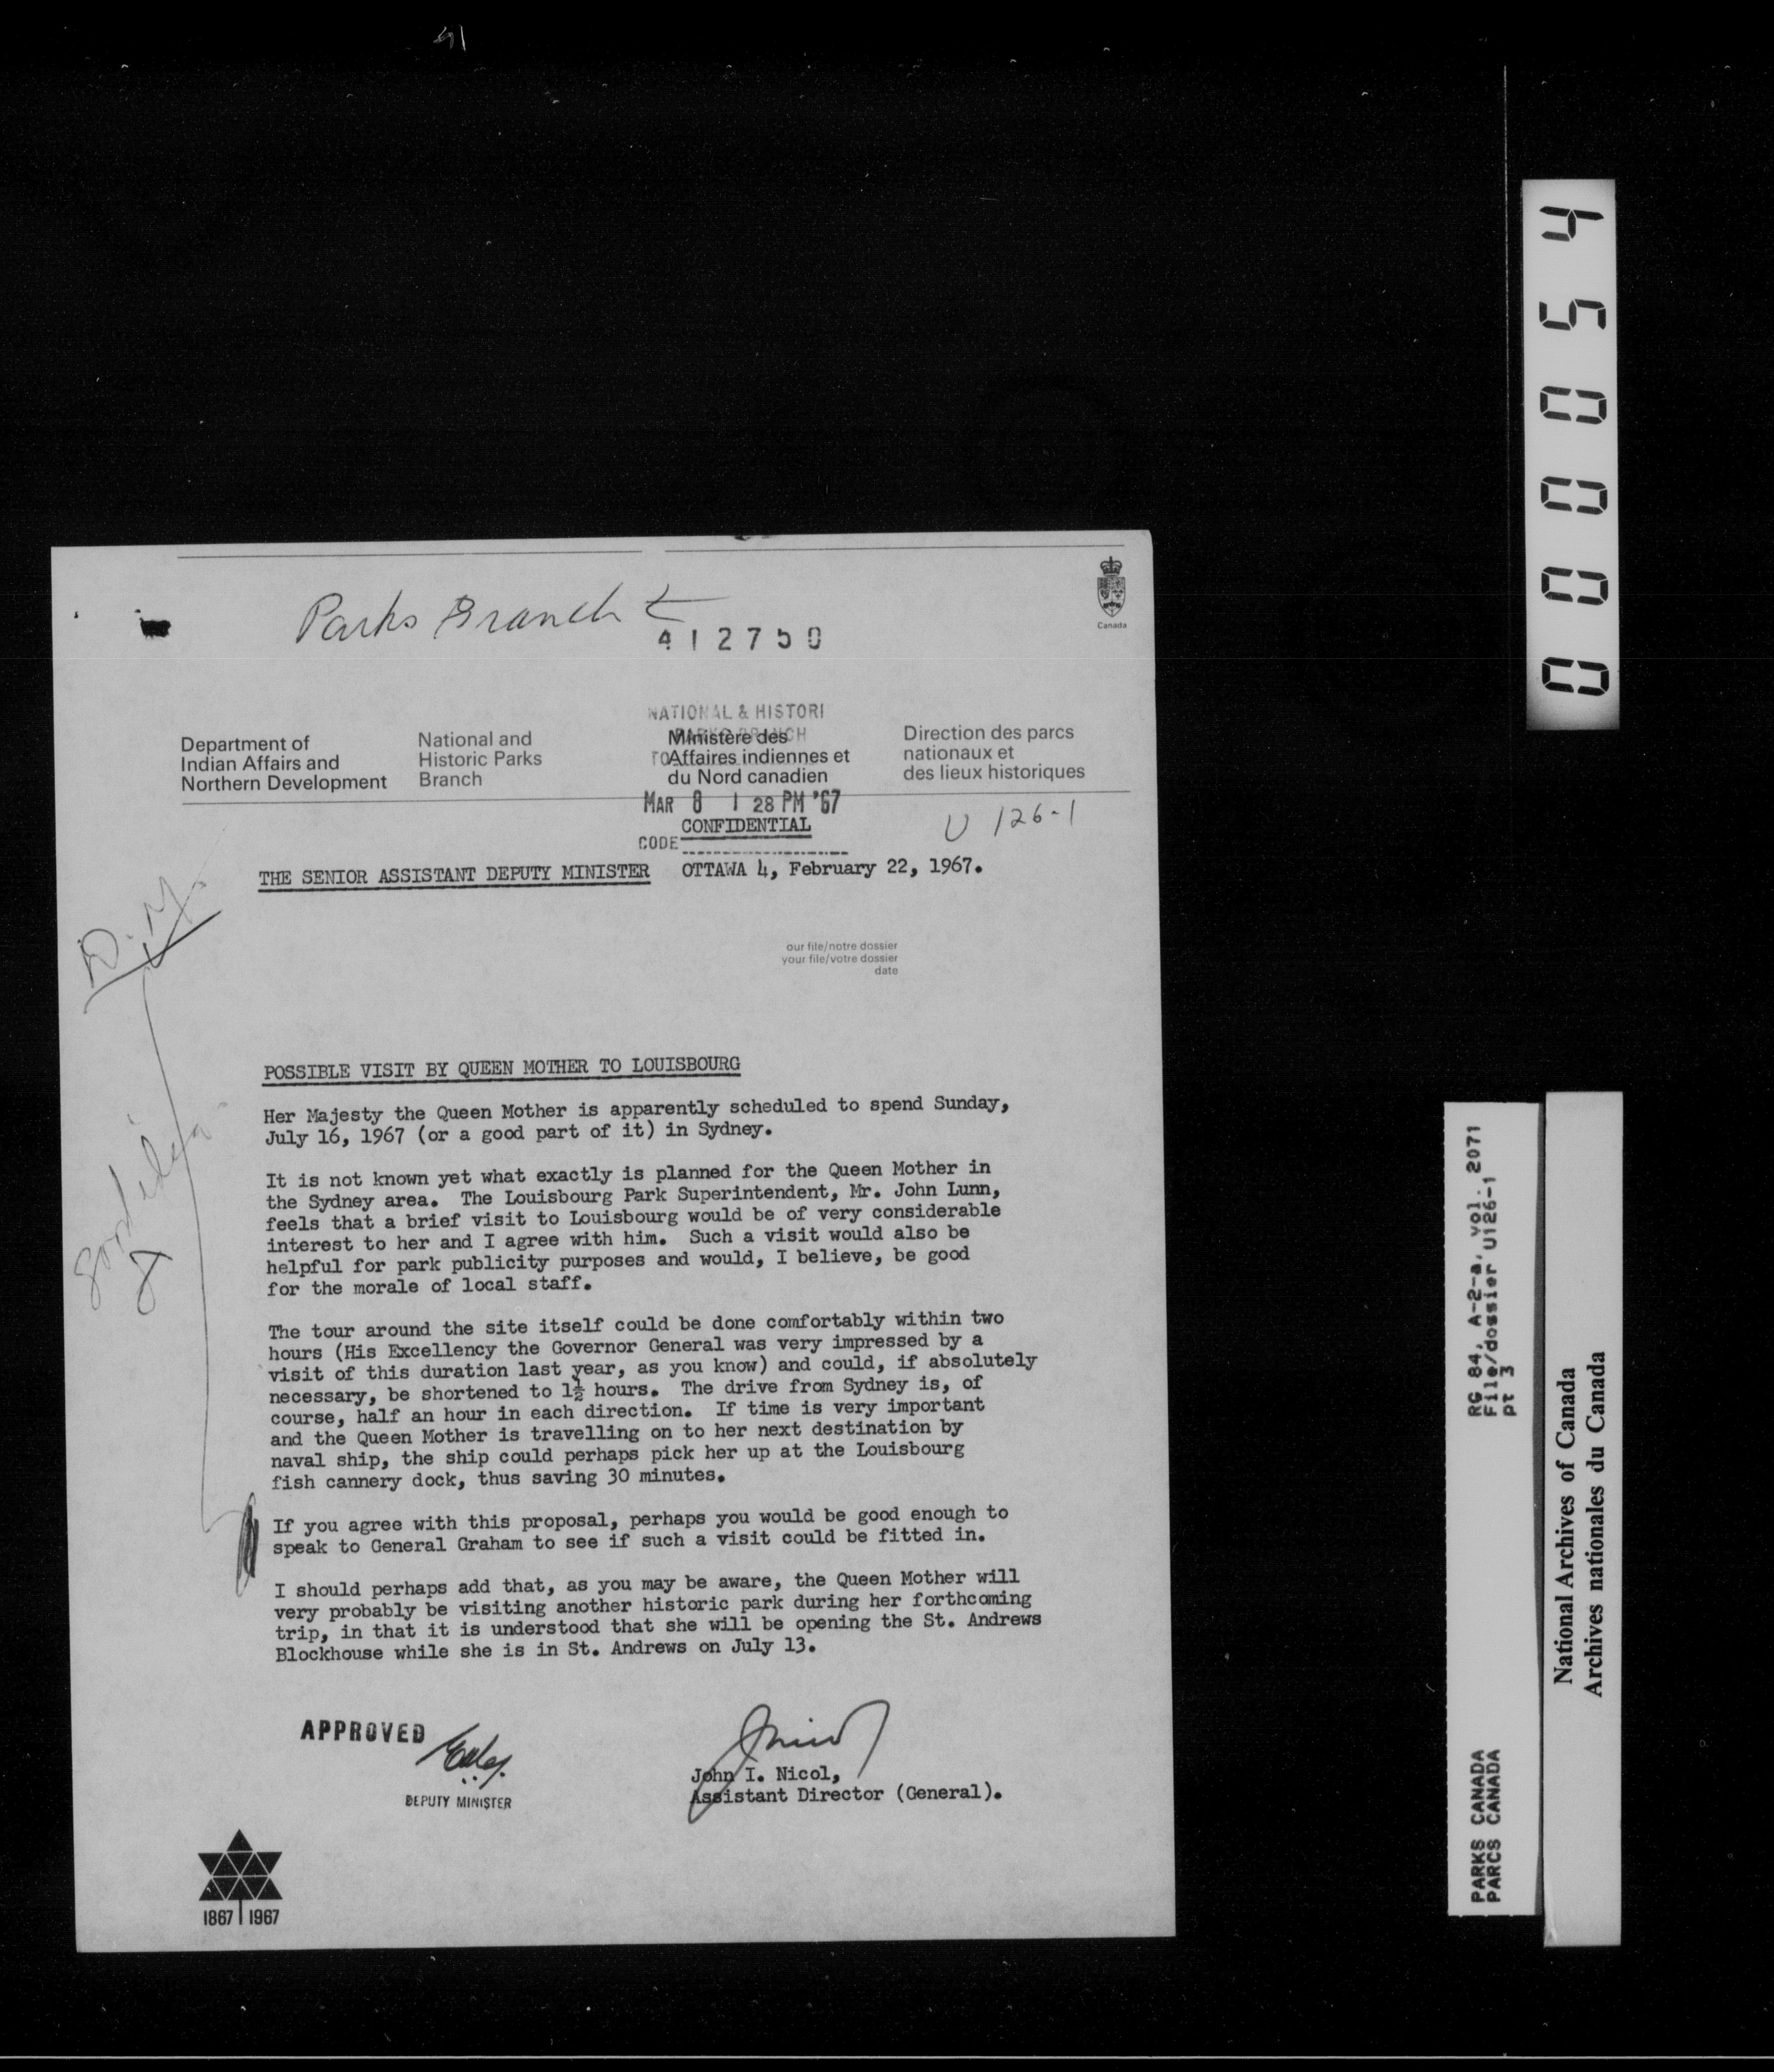 Parks Branch
412750
Canada
NATIONAL & HISTORI
PARKS BRANCH
TO
Department of
Indian Affairs and
Northern Development
National and
Historic Parks
Branch
Ministère des
Affaires indiennes et
du Nord canadien
Direction des parcs
nationaux et
des lieux historiques
MAR 8 1 28 PM '67
CONFIDENTIAL
CODE
U 126-1
THE SENIOR ASSISTANT DEPUTY MINISTER OTTAWA 4, February 22, 1967.
D.M.
our file/notre dossier
your file/votre dossier
date
POSSIBLE VISIT BY QUEEN MOTHER TO LOUISBOURG
Her Majesty the Queen Mother is apparently scheduled to spend Sunday,
July 16, 1967 (or a good part of it) in Sydney.
It is not known yet what exactly is planned for the Queen Mother in
the Sydney area. The Louisbourg Park Superintendent, Mr. John Lunn,
feels that a brief visit to Louisbourg would be of very considerable
interest to her and I agree with him. Such a visit would also be
helpful for park publicity purposes and would, I believe, be good
for the morale of local staff.
Good idea
The tour around the site itself could be done comfortably within two
hours (His Excellency the Governor General was very impressed by a
visit of this duration last year, as you know) and could, if absolutely
necessary, be shortened to 1½ hours. The drive from Sydney is, of
course, half an hour in each direction. If time is very important
and the Queen Mother is travelling on to her next destination by
naval ship, the ship could perhaps pick her up at the Louisbourg
fish cannery dock, thus saving 30 minutes.
If you agree with this proposal, perhaps you would be good enough to
speak to General Graham to see if such a visit could be fitted in.
I should perhaps add that, as you may be aware, the Queen Mother will
very probably be visiting another historic park during her forthcoming
trip, in that it is understood that she will be opening the St. Andrews
Blockhouse while she is in St. Andrews on July 13.
APPROVED
DEPUTY MINISTER
John I. Nicol,
Assistant Director (General).
1867 1967
000054
RG 84, A-2-a, vol. 2071
File/dossier U126-1
pt 3
PARKS CANADA
PARCS CANADA
National Archives of Canada
Archives nationales du Canada